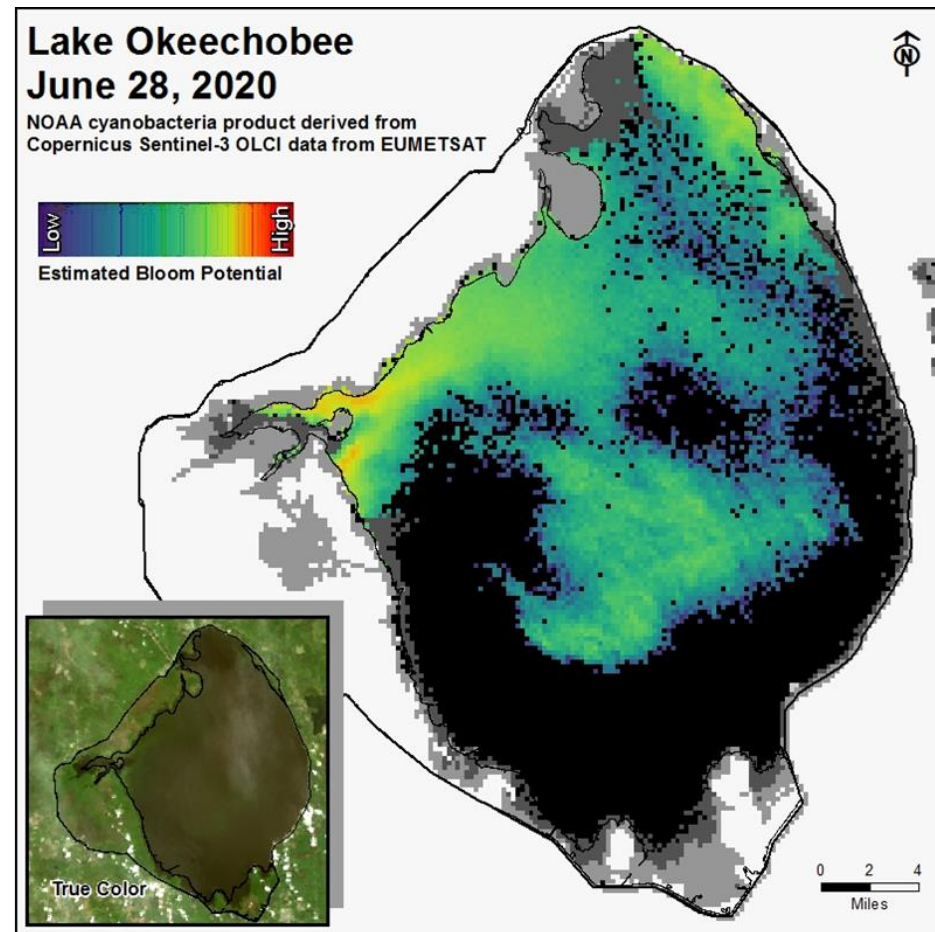 Lake Okeechobee
June 28, 2020
NOAA cyanobacteria product derived from
Copernicus Sentinel-3 OLCI data from EUMETSAT
N
Low
High
Estimated Bloom Potential
True Color
0 2 4
Miles